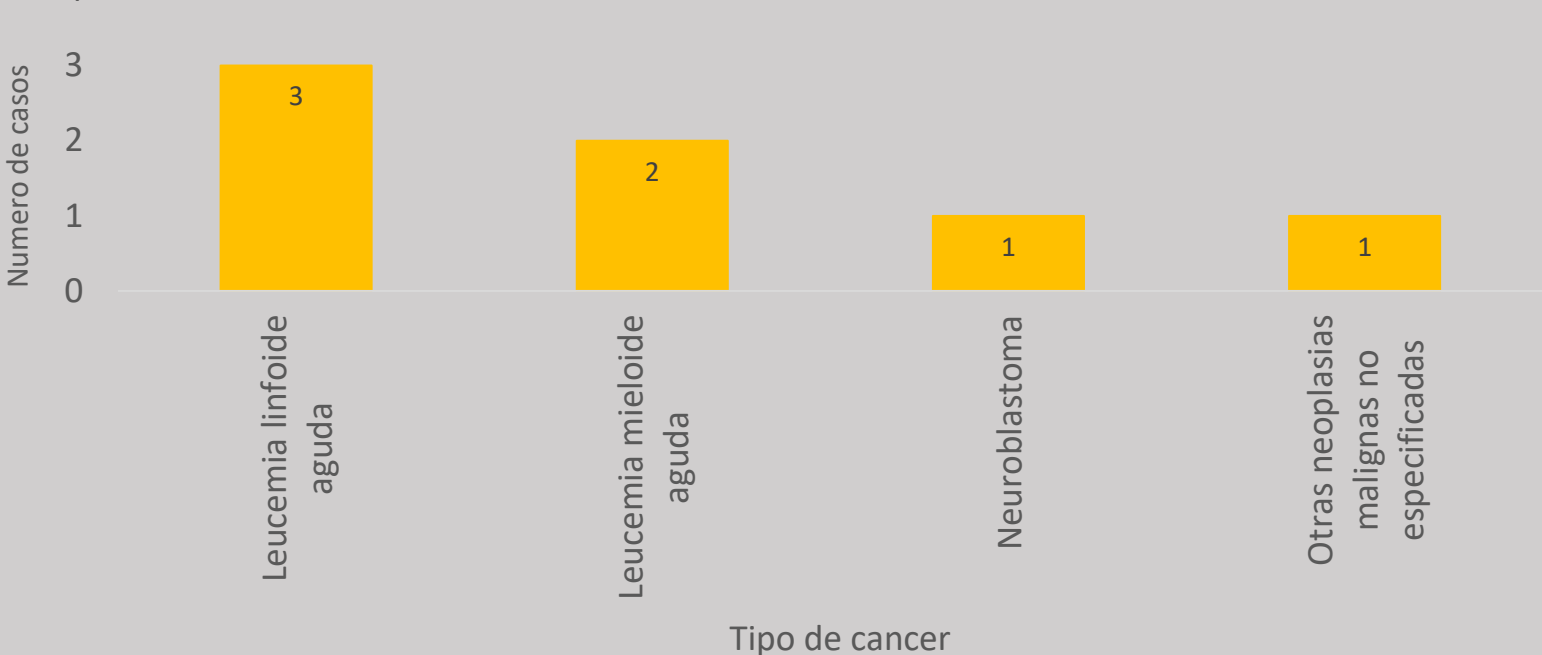 Numero de casos
3
2
1
0
3
2
1
1
Leucemia linfoide
aguda
Leucemia mieloide
aguda
Neuroblastoma
Otras neoplasias
malignas no
especificadas
Tipo de cancer